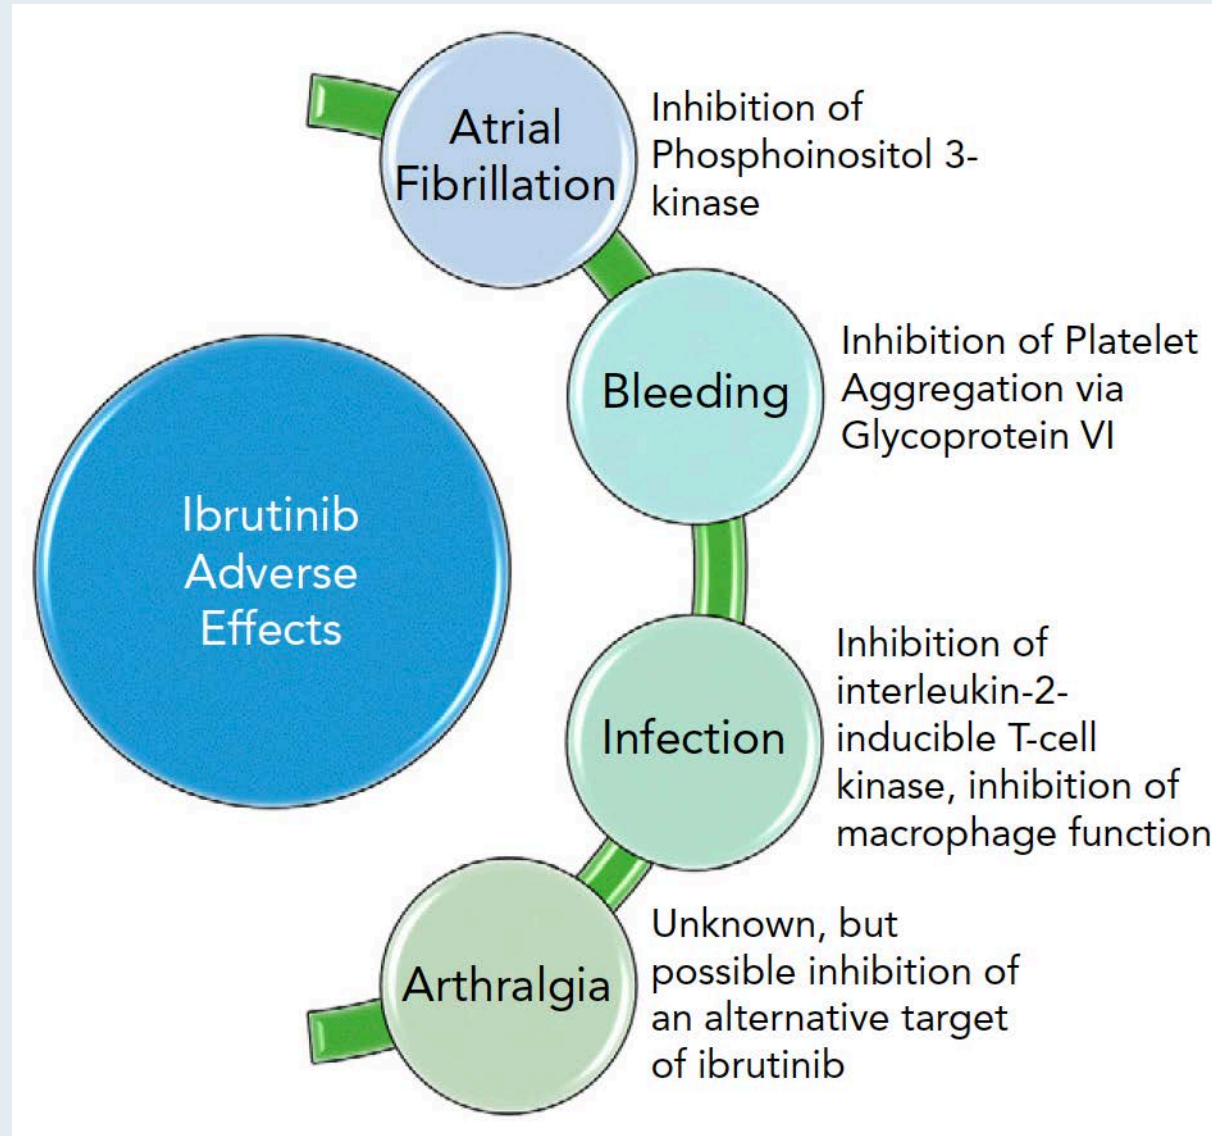 Atrial
Fibrillation
Inhibition of
Phosphoinositol 3-
kinase
Bleeding
Inhibition of Platelet
Aggregation via
Glycoprotein VI
Ibrutinib
Adverse
Effects
Infection
Inhibition of
interleukin-2-
inducible T-cell
kinase, inhibition of
macrophage function
Arthralgia
Unknown, but
possible inhibition of
an alternative target
of ibrutinib